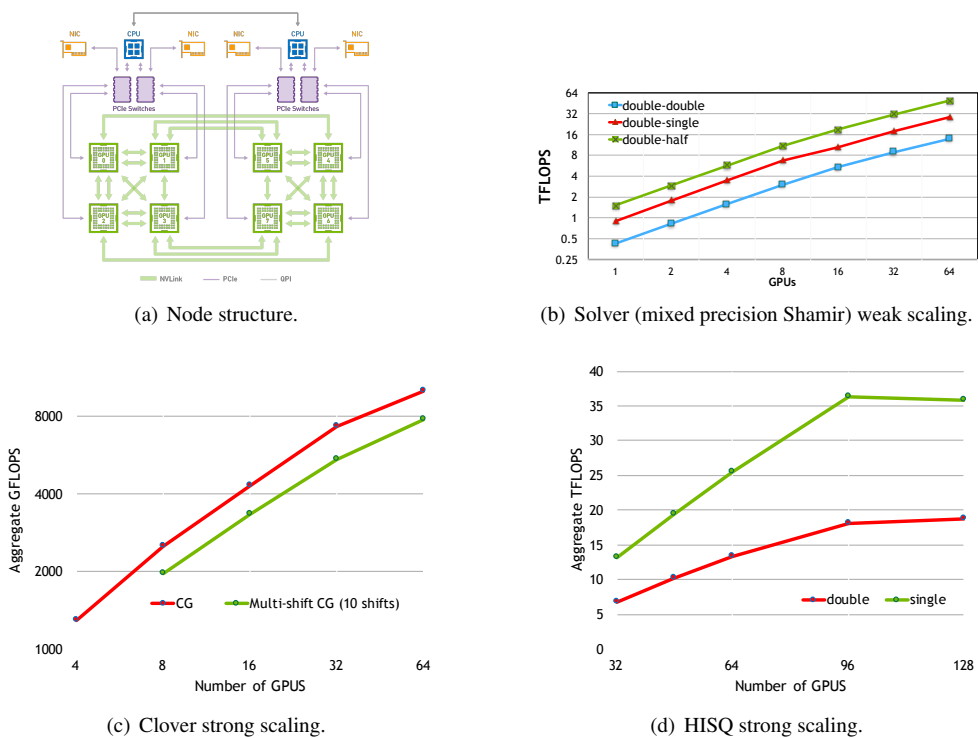 NIC CPU NIC NIC CPU NIC
PCIe Switches PCIe Switches
GPU 0 GPU 1 GPU 5 GPU 4
GPU 2 GPU 3 GPU 7 GPU 6
NVLink PCIe QPI
(a) Node structure.
TFLOPS
64
32
16
8
4
2
1
0.5
0.25
double-double
double-single
double-half
1 2 4 8 16 32 64
GPUs
(b) Solver (mixed precision Shamir) weak scaling.
Aggregate GFLOPS
8000
4000
2000
1000
CG Multi-shift CG (10 shifts)
4 8 16 32 64
Number of GPUS
(c) Clover strong scaling.
Aggregate TFLOPS
40
35
30
25
20
15
10
5
0
double single
32 64 96 128
Number of GPUS
(d) HISQ strong scaling.